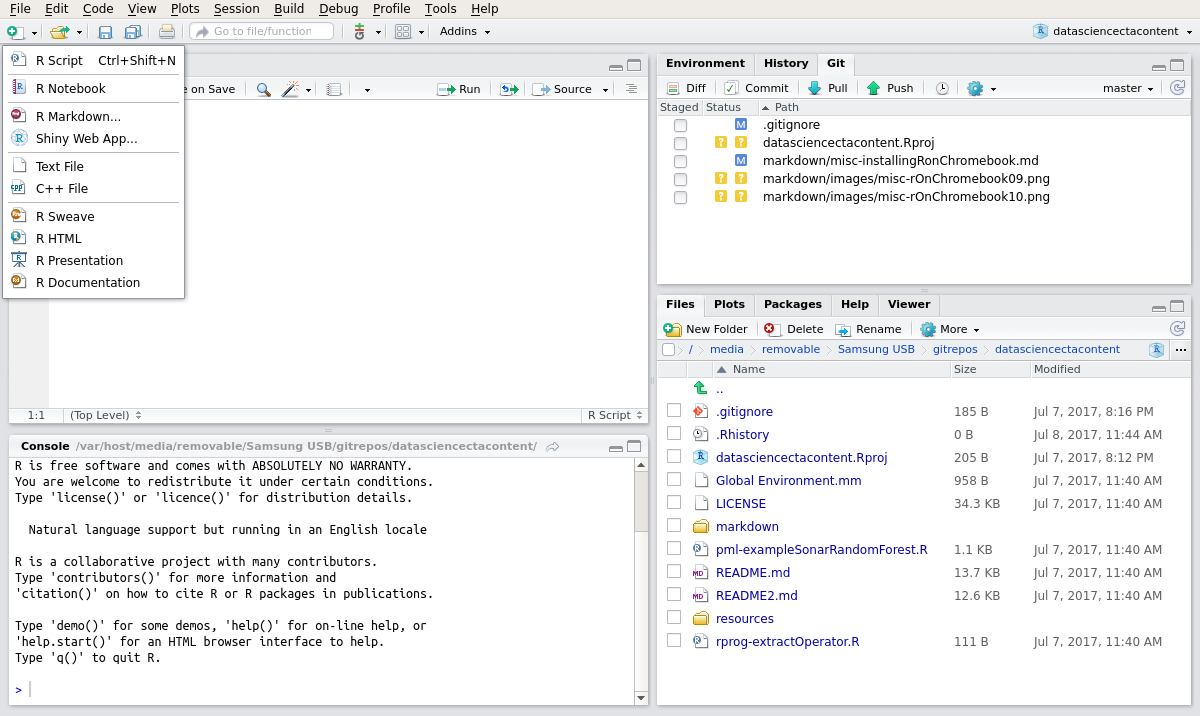 File Edit Code View Plots Session Build Debug Profile Tools Help
Go to file/function Addins datasciencectacontent
R Script Ctrl+Shift+N
R Notebook
R Markdown...
Shiny Web App...
Text File
C++ File
R Sweave
R HTML
R Presentation
R Documentation
e on Save Run Source
1:1 (Top Level) R Script
Console /var/host/media/removable/Samsung USB/gitrepos/datasciencectacontent/
R is free software and comes with ABSOLUTELY NO WARRANTY.
You are welcome to redistribute it under certain conditions.
Type 'license()' or 'licence()' for distribution details.
Natural language support but running in an English locale
R is a collaborative project with many contributors.
Type 'contributors()' for more information and
'citation()' on how to cite R or R packages in publications.
Type 'demo()' for some demos, 'help()' for on-line help, or
'help.start()' for an HTML browser interface to help.
Type 'q()' to quit R.
>
Environment History Git
Diff Commit Pull Push master
Staged Status Path
M .gitignore
? ? datasciencectacontent.Rproj
M markdown/misc-installingRonChromebook.md
? ? markdown/images/misc-rOnChromebook09.png
? ? markdown/images/misc-rOnChromebook10.png
Files Plots Packages Help Viewer
New Folder Delete Rename More
/ media removable Samsung USB gitrepos datasciencectacontent ...
Name Size Modified
..
.gitignore 185 B Jul 7, 2017, 8:16 PM
.Rhistory 0 B Jul 8, 2017, 11:44 AM
datasciencectacontent.Rproj 205 B Jul 7, 2017, 8:12 PM
Global Environment.mm 958 B Jul 7, 2017, 11:40 AM
LICENSE 34.3 KB Jul 7, 2017, 11:40 AM
markdown
pml-exampleSonarRandomForest.R 1.1 KB Jul 7, 2017, 11:40 AM
README.md 13.7 KB Jul 7, 2017, 11:40 AM
README2.md 12.6 KB Jul 7, 2017, 11:40 AM
resources
rprog-extractOperator.R 111 B Jul 7, 2017, 11:40 AM